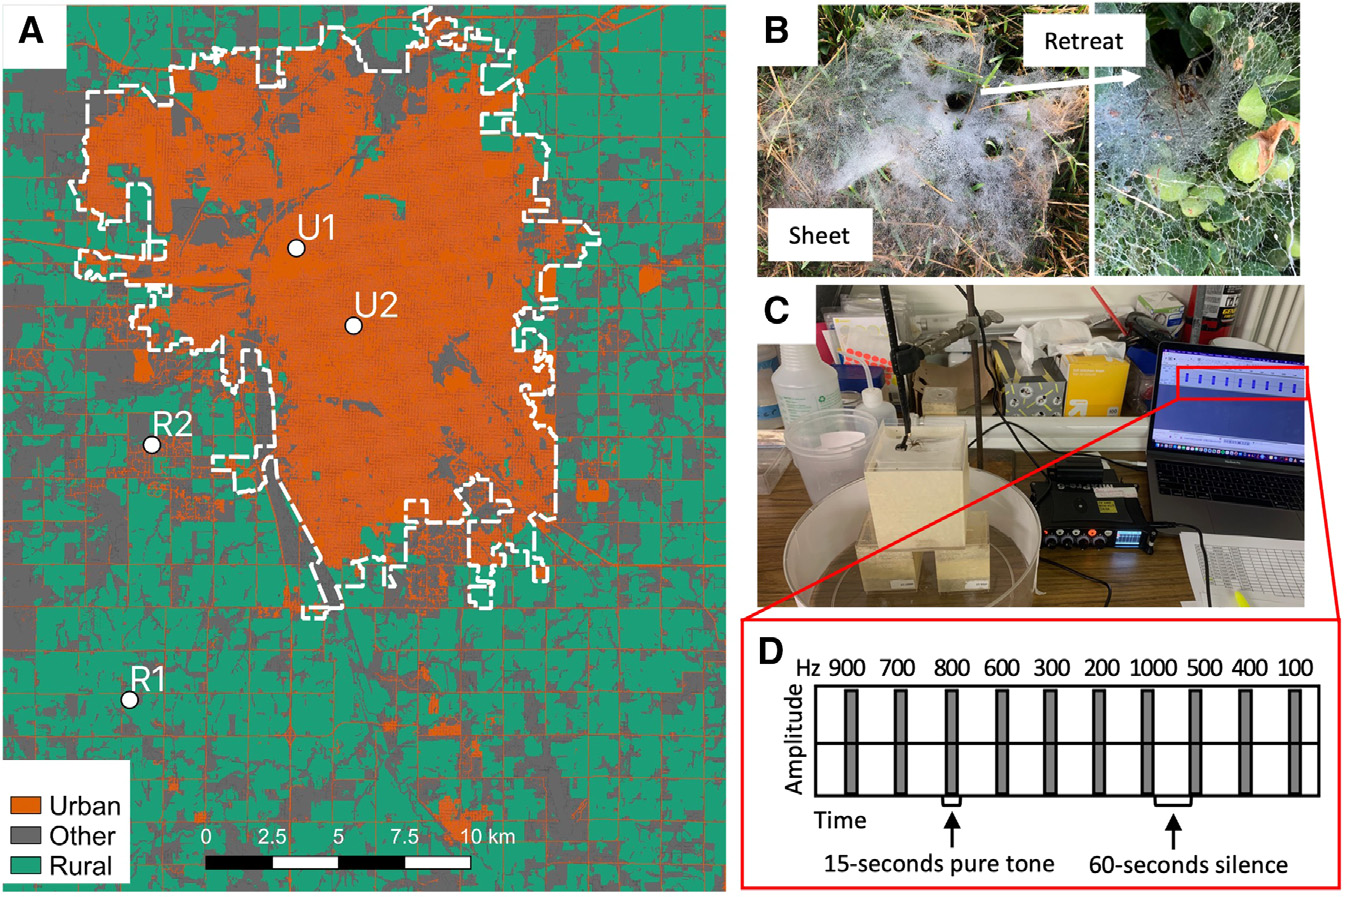 A
U1
U2
R2
R1
Urban
Other
Rural
0 2.5 5 7.5 10 km
B
Retreat
Sheet
C
D
Hz 900 700 800 600 300 200 1000 500 400 100
Amplitude
Time
15-seconds pure tone
60-seconds silence